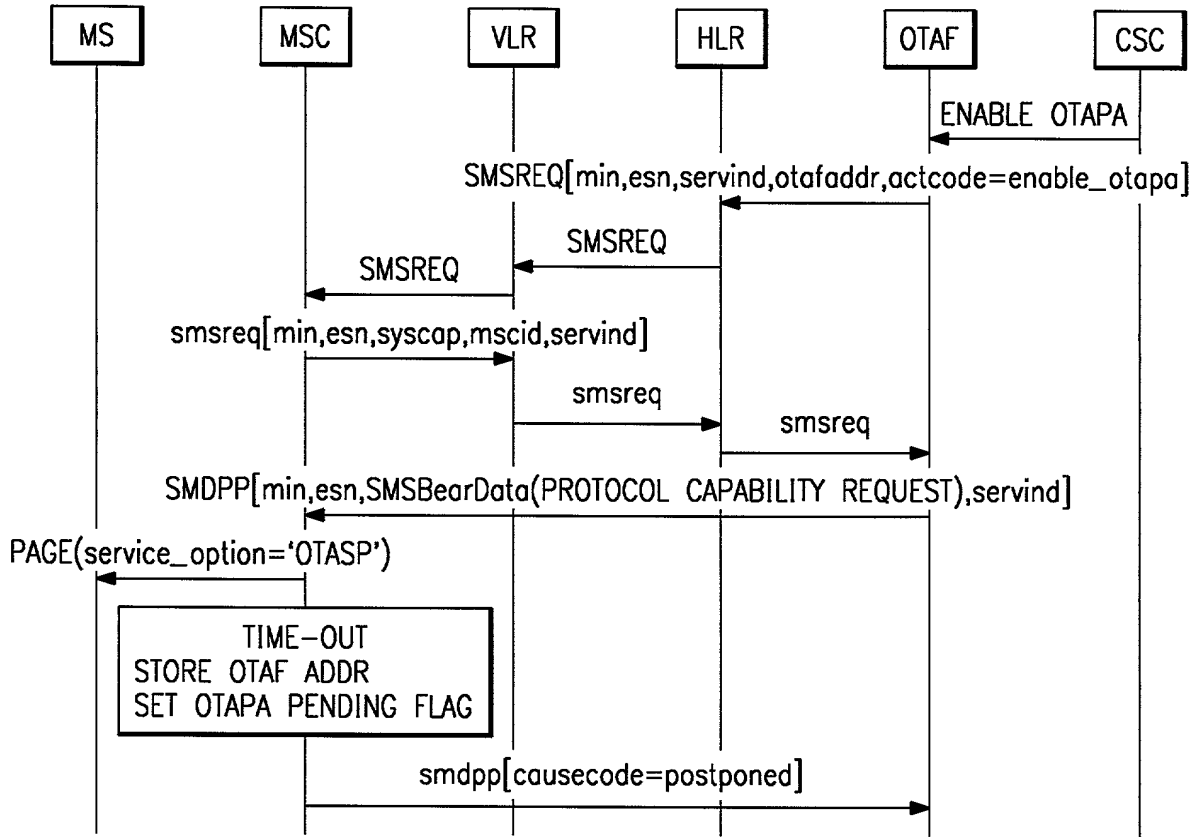 MS MSC VLR HLR OTAF CSC
ENABLE OTAPA
SMSREQ[min,esn,servind,otafaddr,actcode=enable_otapa]
SMSREQ
SMSREQ
smsreq[min,esn,syscap,mscid,servind]
smsreq
smsreq
SMDPP[min,esn,SMSBearData(PROTOCOL CAPABILITY REQUEST),servind]
PAGE(service_option='OTASP')
TIME-OUT
STORE OTAF ADDR
SET OTAPA PENDING FLAG
smdpp[causecode=postponed]